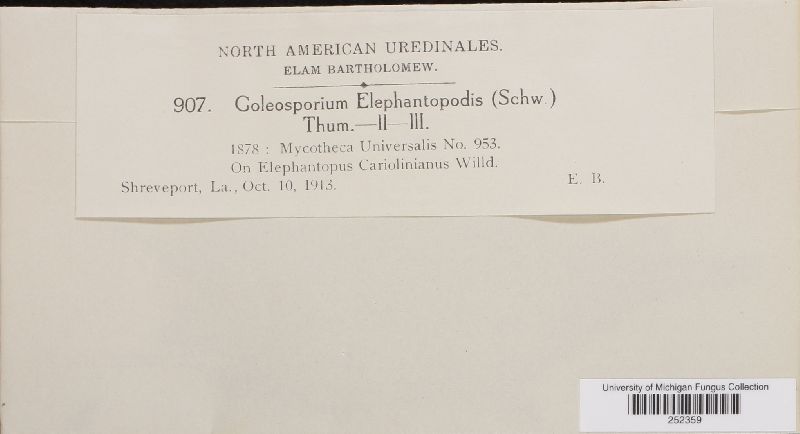 NORTH AMERICAN UREDINALES.
ELAM BARTHOLOMEW.
907. Coleosporium Elephantopodis (Schw.)
Thum.—II—III.
1878 : Mycotheca Universalis No. 953.
On Elephantopus Cariolinianus Willd.
Shreveport, La., Oct. 10, 1913. E. B.
University of Michigan Fungus Collection
252359